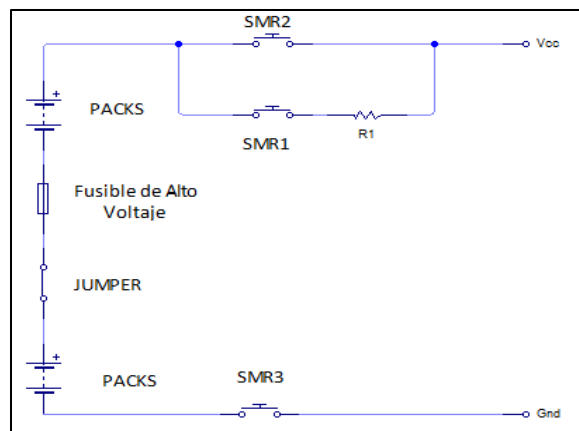 SMR2
Vcc
+
PACKS
SMR1
R1
Fusible de Alto
Voltaje
JUMPER
+
PACKS
SMR3
Gnd